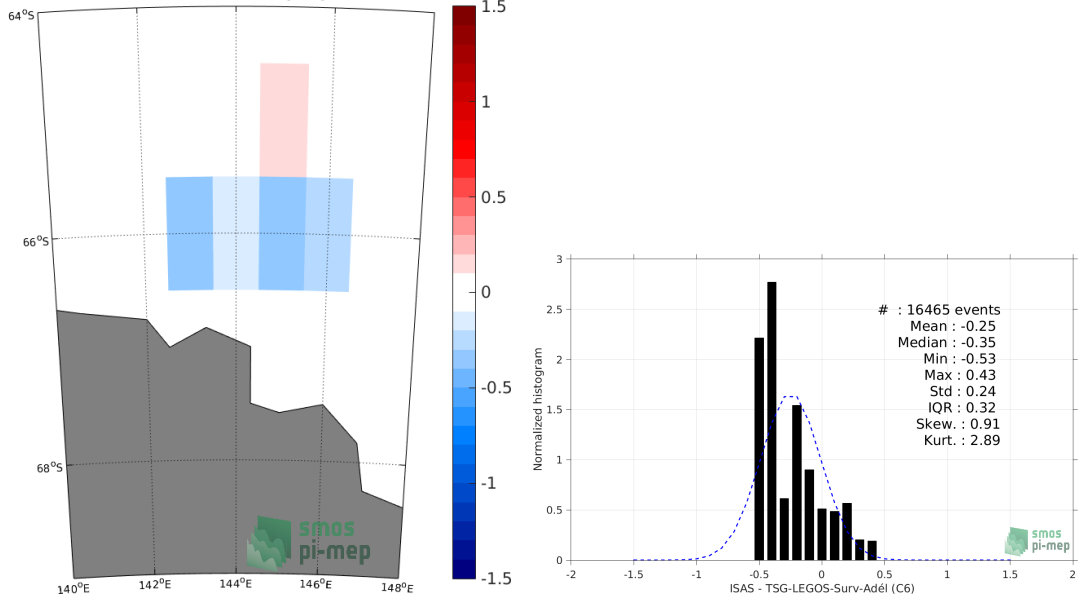 64°S
66°S
68°S
140°E
142°E
144°E
146°E
148°E
smos
pi-mep
1.5
1
0.5
0
-0.5
-1
-1.5
3
2.5
2
1.5
1
0.5
0
Normalized histogram
# : 16465 events
Mean : -0.25
Median : -0.35
Min : -0.53
Max : 0.43
Std : 0.24
IQR : 0.32
Skew. : 0.91
Kurt. : 2.89
smos
pi-mep
-2
-1.5
-1
-0.5
0
0.5
1
1.5
2
ISAS - TSG-LEGOS-Surv-Adél (C6)